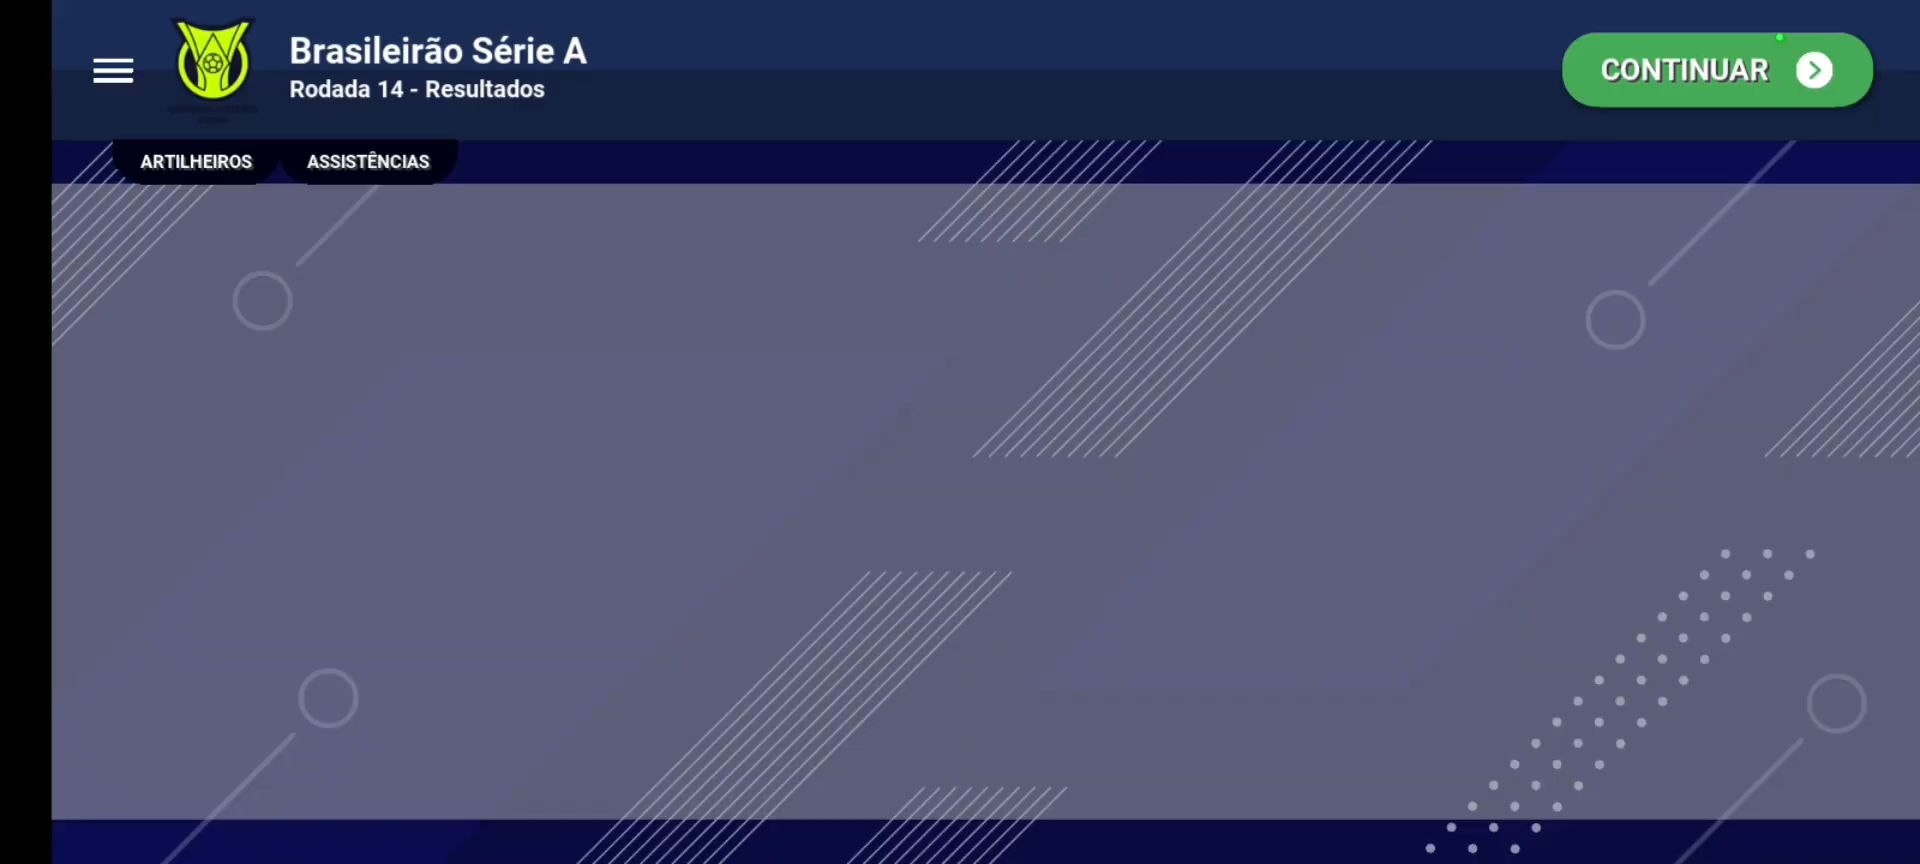 Brasileirão Série A
Rodada 14 - Resultados
CONTINUAR
ARTILHEIROS
ASSISTÊNCIAS